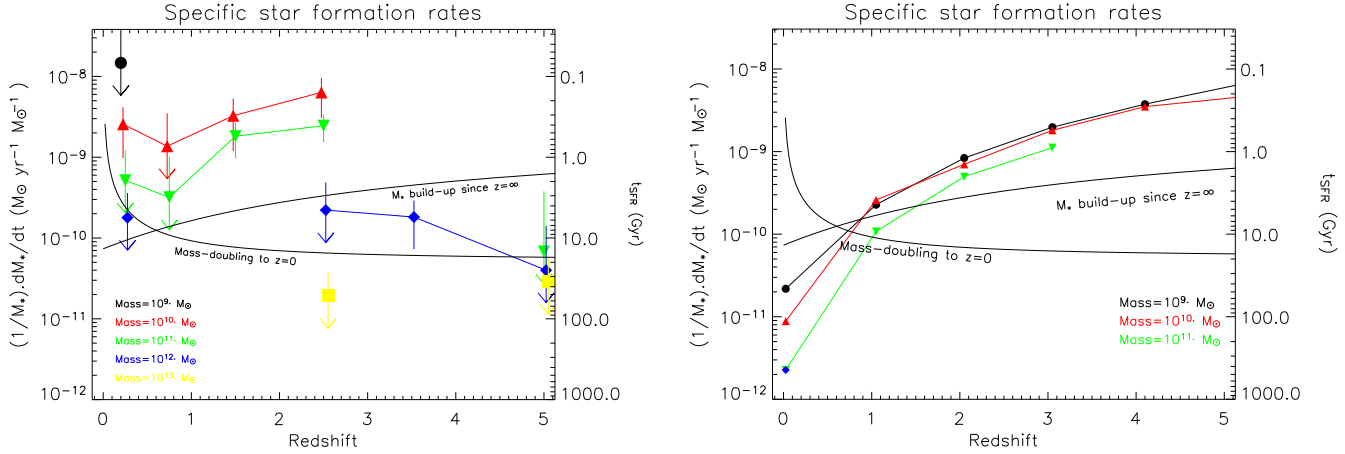 Specific star formation rates
(1/M*).dM*/dt (M⊙ yr⁻¹ M⊙⁻¹)
10⁻⁸
10⁻⁹
10⁻¹⁰
10⁻¹¹
10⁻¹²
0.1
1.0
10.0
100.0
1000.0
tSFR (Gyr)
M* build-up since z=∞
Mass-doubling to z=0
Mass=10⁹· M⊙
Mass=10¹⁰· M⊙
Mass=10¹¹· M⊙
Mass=10¹²· M⊙
Mass=10¹³· M⊙
0 1 2 3 4 5
Redshift
Specific star formation rates
(1/M*).dM*/dt (M⊙ yr⁻¹ M⊙⁻¹)
10⁻⁸
10⁻⁹
10⁻¹⁰
10⁻¹¹
10⁻¹²
0.1
1.0
10.0
100.0
1000.0
tSFR (Gyr)
M* build-up since z=∞
Mass-doubling to z=0
Mass=10⁹· M⊙
Mass=10¹⁰· M⊙
Mass=10¹¹· M⊙
0 1 2 3 4 5
Redshift